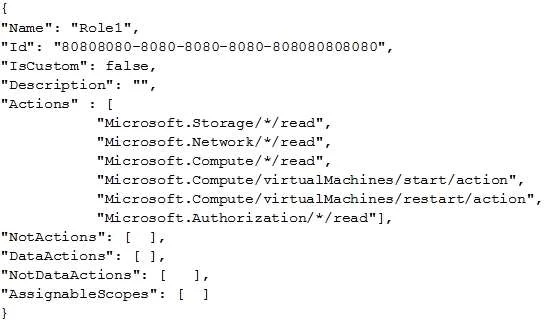 {
"Name": "Role1",
"Id": "80808080-8080-8080-8080-808080808080",
"IsCustom": false,
"Description": "",
"Actions" : [
"Microsoft.Storage/*/read",
"Microsoft.Network/*/read",
"Microsoft.Compute/*/read",
"Microsoft.Compute/virtualMachines/start/action",
"Microsoft.Compute/virtualMachines/restart/action",
"Microsoft.Authorization/*/read"],
"NotActions": [  ],
"DataActions": [ ],
"NotDataActions": [   ],
"AssignableScopes": [  ]
}